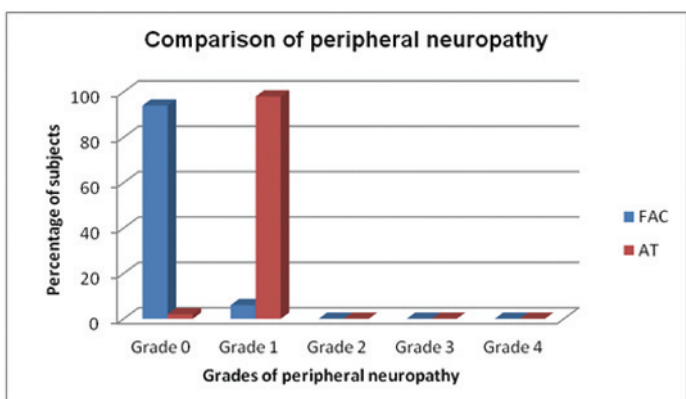 Comparison of peripheral neuropathy
Percentage of subjects
100
80
60
40
20
0
Grade 0 Grade 1 Grade 2 Grade 3 Grade 4
Grades of peripheral neuropathy
FAC
AT